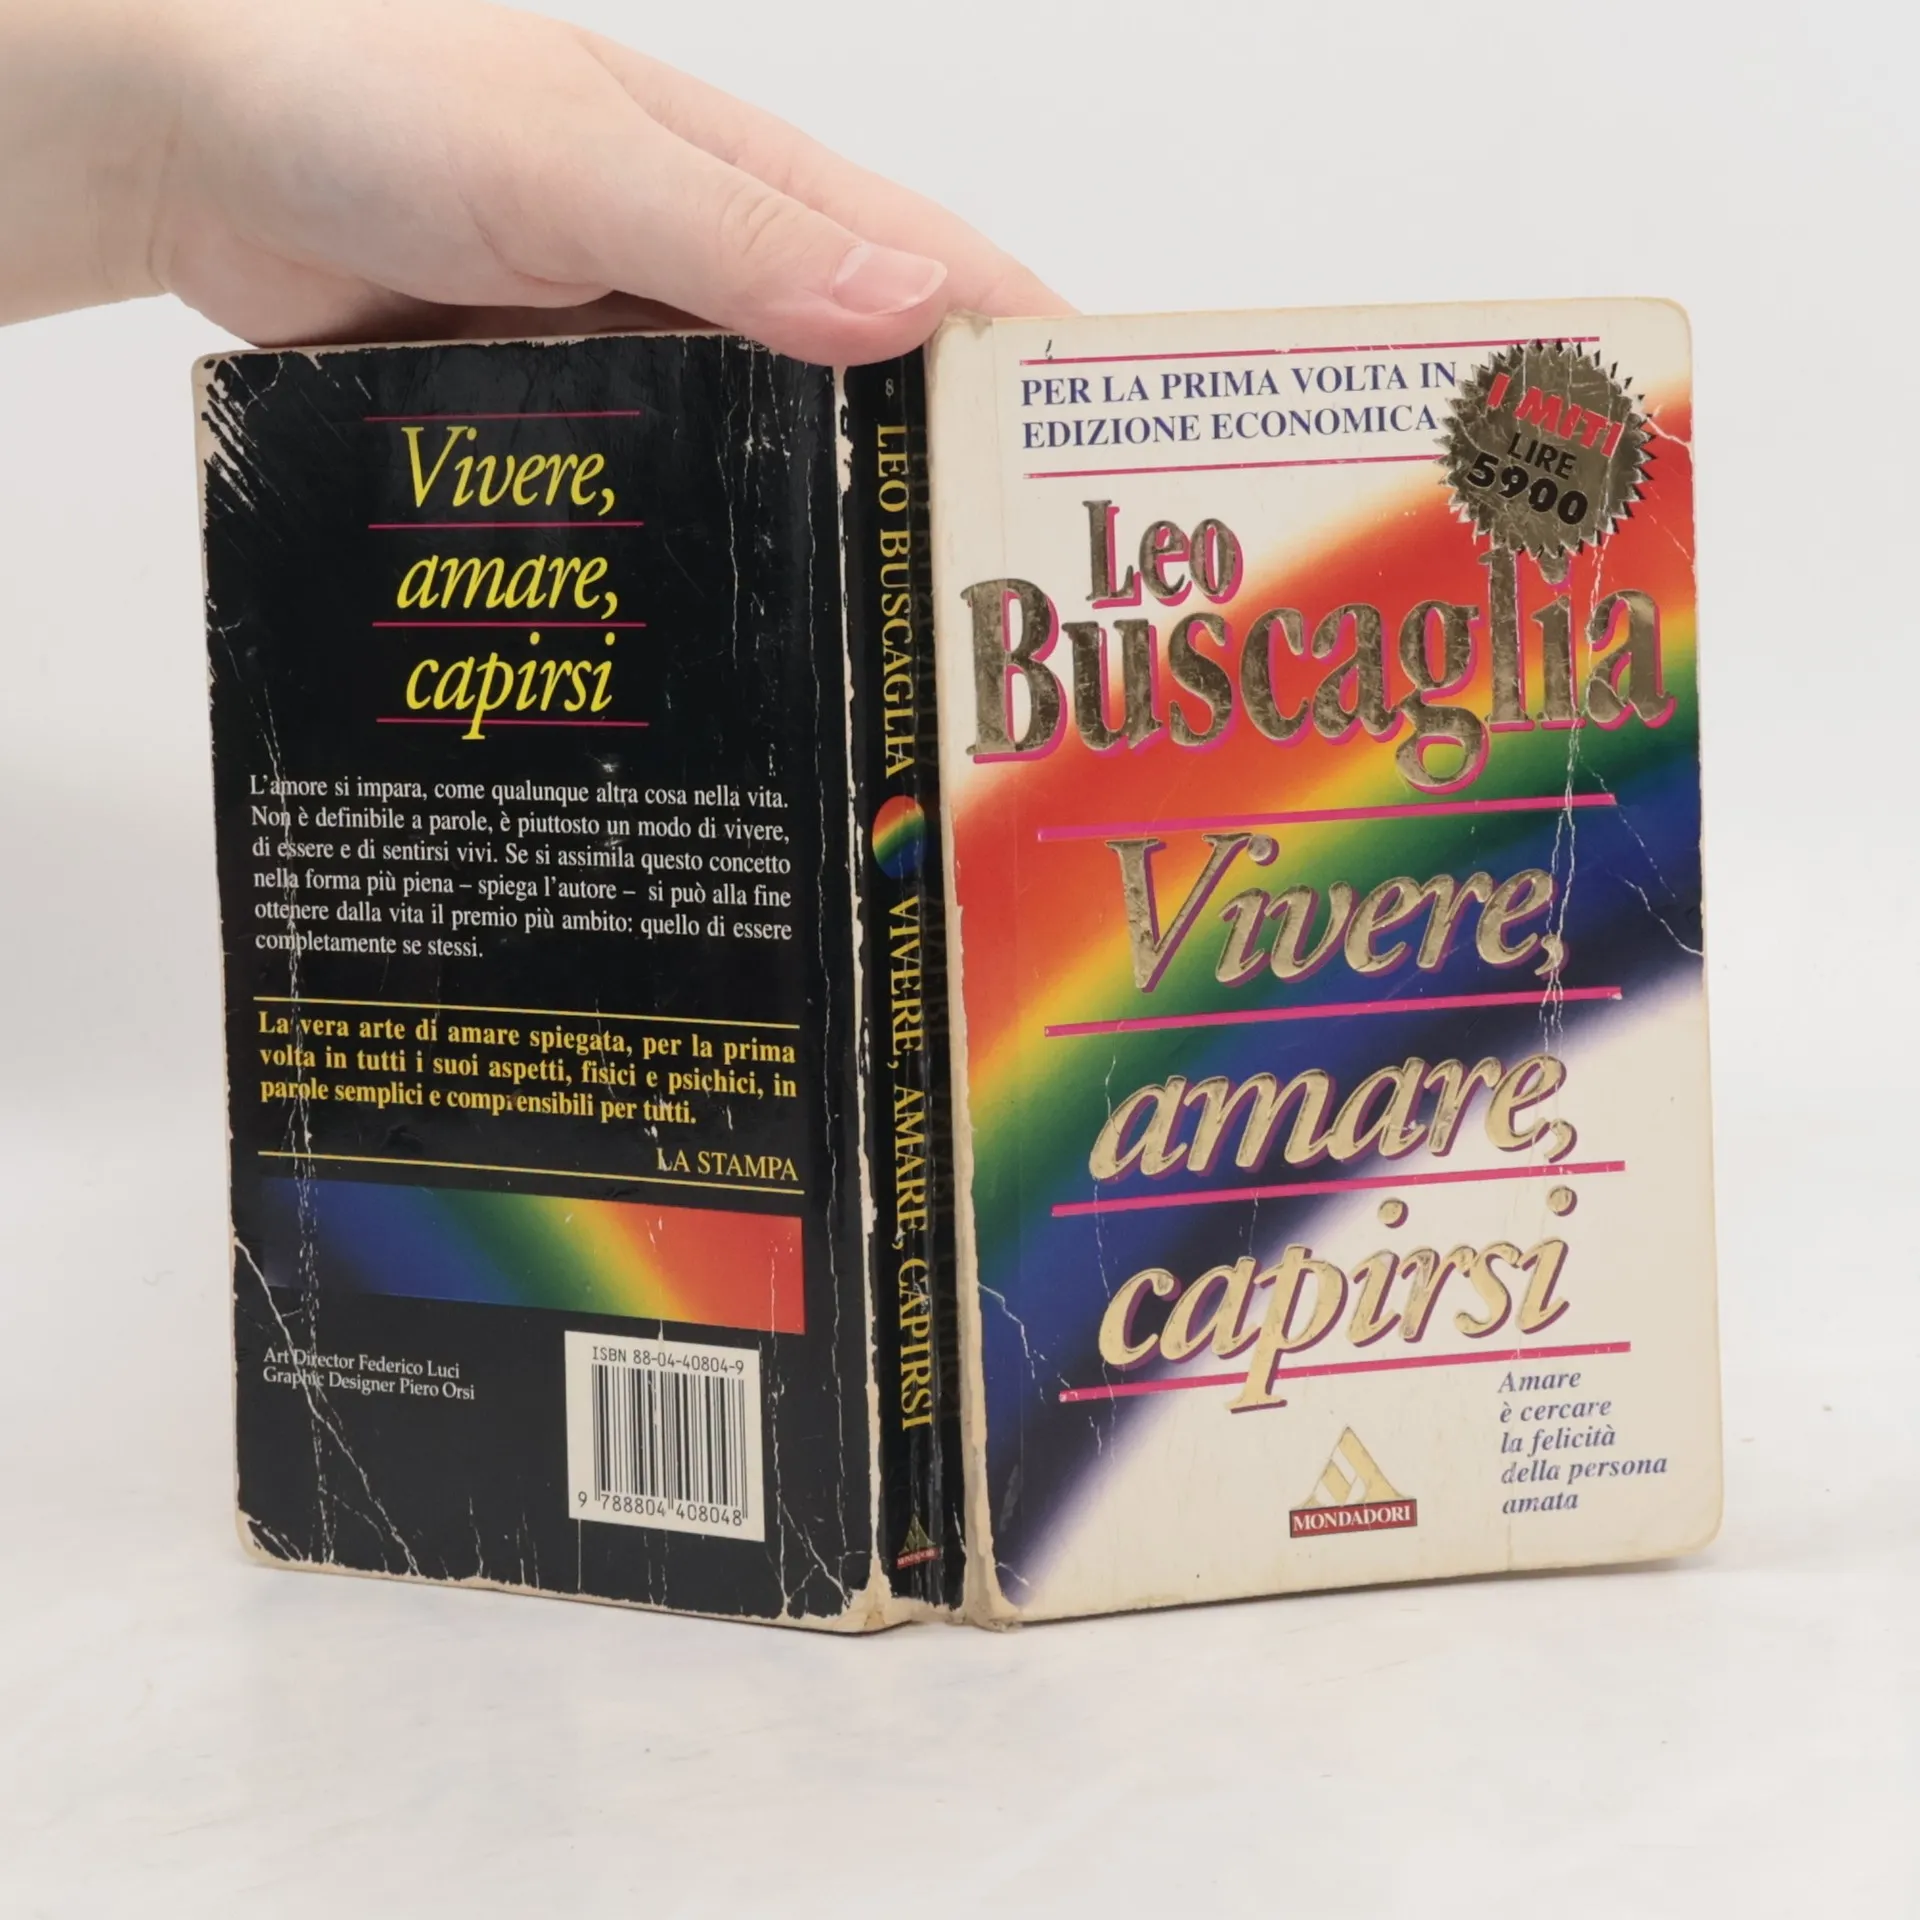 Vivere,
amare,
capirsi
L'amore si impara, come qualunque altra cosa nella vita.
Non è definibile a parole, è piuttosto un modo di vivere,
di essere e di sentirsi vivi. Se si assimila questo concetto
nella forma più piena – spiega l'autore – si può alla fine
ottenere dalla vita il premio più ambito: quello di essere
completamente se stessi.
La vera arte di amare spiegata, per la prima
volta in tutti i suoi aspetti, fisici e psichici, in
parole semplici e comprensibili per tutti.
LA STAMPA
Art Director Federico Luci
Graphic Designer Piero Orsi
ISBN 88-04-40804-9
9 788804 408048
8
LEO BUSCAGLIA VIVERE, AMARE, CAPIRSI
MONDADORI
PER LA PRIMA VOLTA IN
EDIZIONE ECONOMICA
I MITI
LIRE
5900
Leo
Buscaglia
Vivere,
amare,
capirsi
Amare
è cercare
la felicità
della persona
amata
MONDADORI